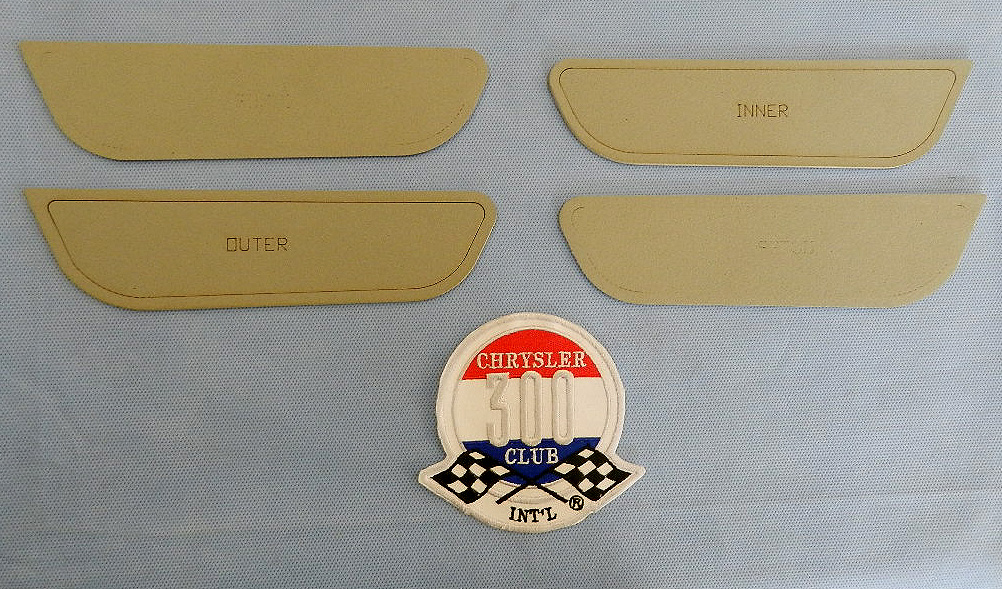 INNER
OUTER
CHRYSLER
300
CLUB
INT'L
®